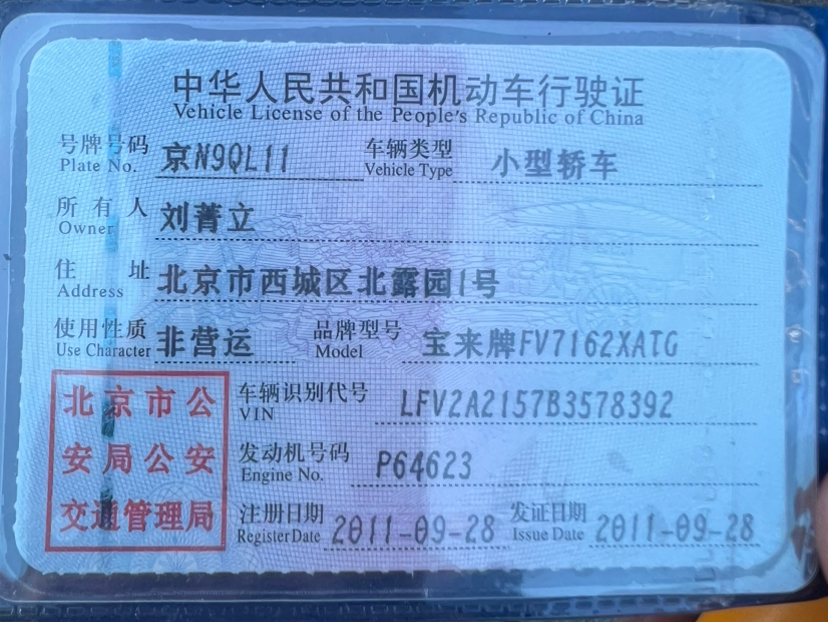 中华人民共和国机动车行驶证
Vehicle License of the People's Republic of China
号牌号码 京N9QL11 车辆类型 小型轿车
Plate No. Vehicle Type
所有人 刘菁立
Owner
住址 北京市西城区北露园1号
Address
使用性质 非营运 品牌型号 宝来牌FV7162XATG
Use Character Model
北京市公安局公安交通管理局
车辆识别代号 LFV2A2157B3578392
VIN
发动机号码 P64623
Engine No.
注册日期 2011-09-28 发证日期 2011-09-28
Register Date Issue Date